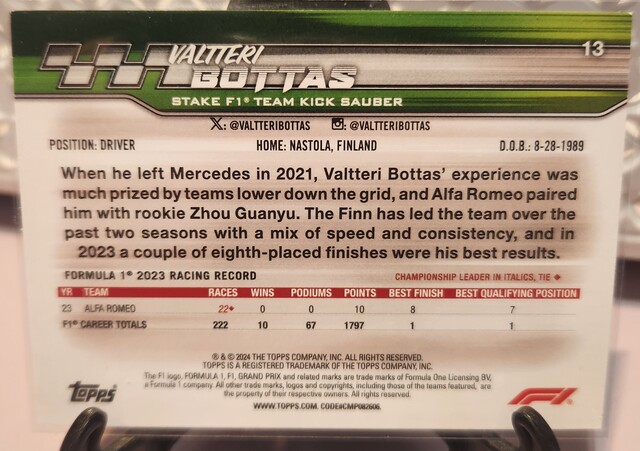 VALTTERI
BOTTAS
13
STAKE F1® TEAM KICK SAUBER
X: @VALTTERIBOTTAS : @VALTTERIBOTTAS
POSITION: DRIVER HOME: NASTOLA, FINLAND D.O.B.: 8-28-1989
When he left Mercedes in 2021, Valtteri Bottas' experience was
much prized by teams lower down the grid, and Alfa Romeo paired
him with rookie Zhou Guanyu. The Finn has led the team over the
past two seasons with a mix of speed and consistency, and in
2023 a couple of eighth-placed finishes were his best results.
FORMULA 1® 2023 RACING RECORD CHAMPIONSHIP LEADER IN ITALICS, TIE ♦
YR TEAM RACES WINS PODIUMS POINTS BEST FINISH BEST QUALIFYING POSITION
23 ALFA ROMEO 22♦ 0 0 10 8 7
F1® CAREER TOTALS 222 10 67 1797 1 1
® & © 2024 THE TOPPS COMPANY, INC. ALL RIGHTS RESERVED.
TOPPS IS A REGISTERED TRADEMARK OF THE TOPPS COMPANY, INC.
The F1 logo, FORMULA 1, F1, GRAND PRIX and related marks are trade marks of Formula One Licensing BV,
a Formula 1 company. All other trade marks, logos and copyrights, including those of the teams featured, are
the property of their respective owners. All rights reserved.
WWW.TOPPS.COM. CODE#CMP082606.
Topps
F1